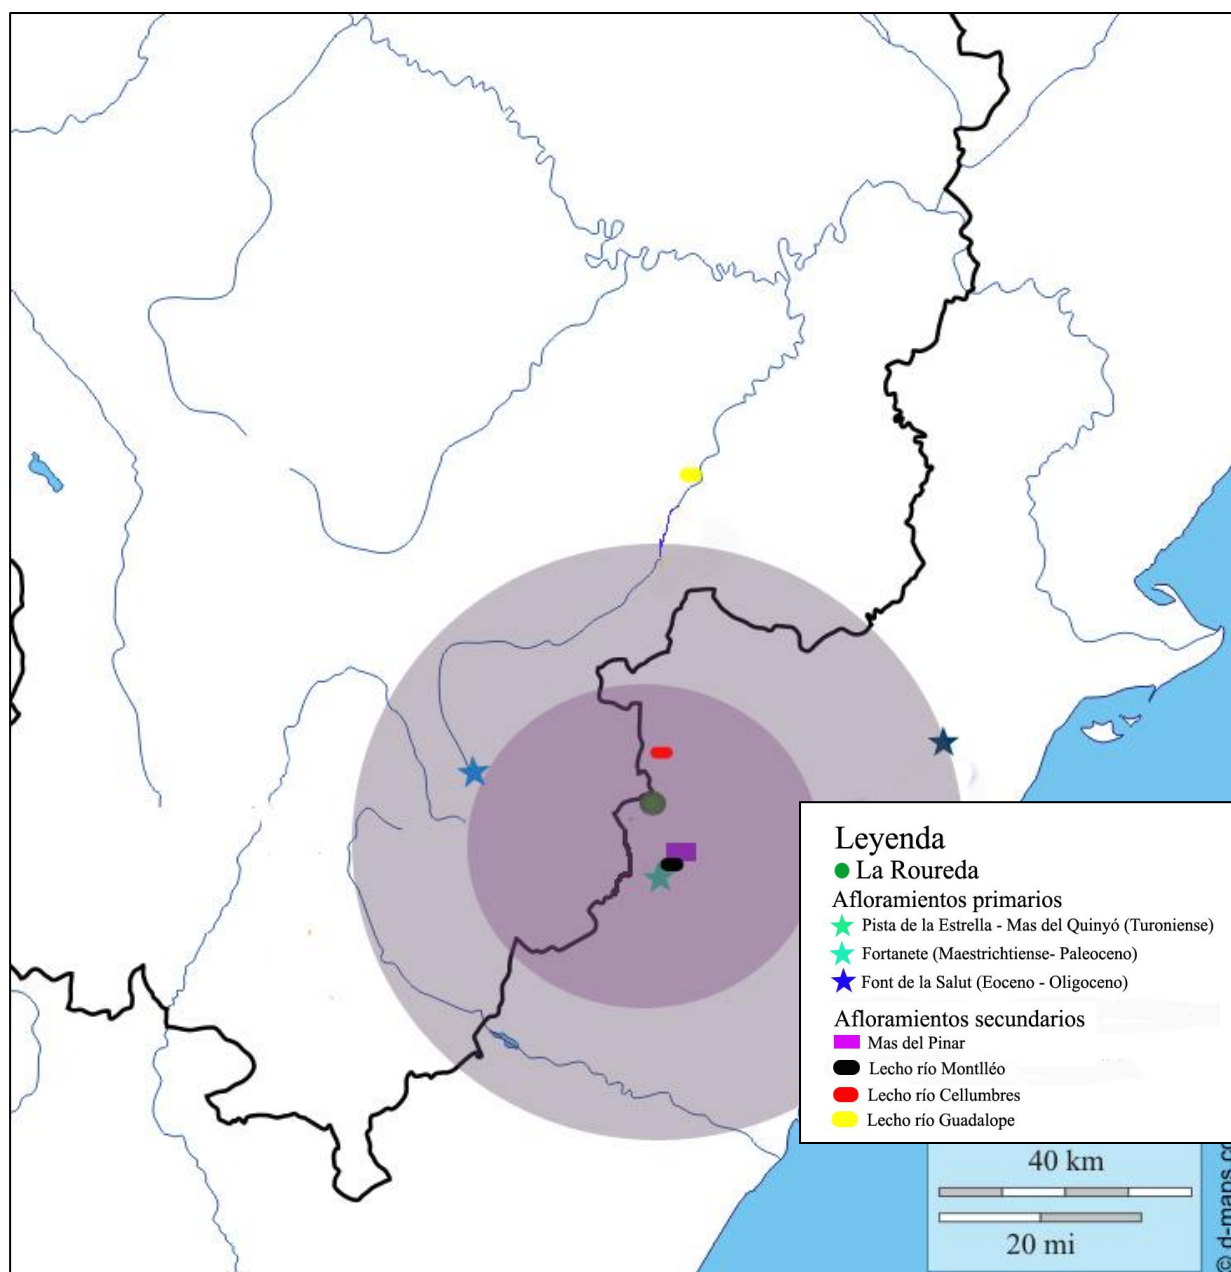 Leyenda
La Roureda
Afloramientos primarios
Pista de la Estrella - Mas del Quinyó (Turoniense)
Fortanete (Maestrichtiense- Paleoceno)
Font de la Salut (Eoceno - Oligoceno)
Afloramientos secundarios
Mas del Pinar
Lecho río Montlléo
Lecho río Cellumbres
Lecho río Guadalope
40 km
20 mi
© d-maps.co